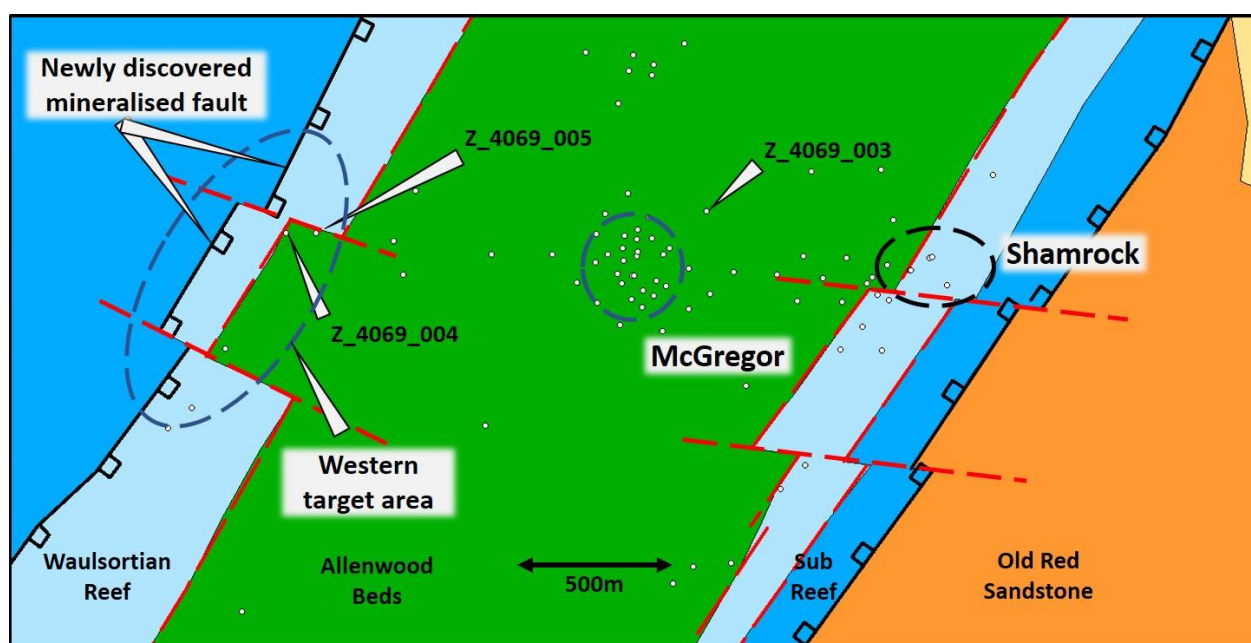 Newly discovered
mineralised fault
Z_4069_005
Z_4069_003
Shamrock
Z_4069_004
McGregor
Western
target area
Waulsortian
Reef
Allenwood
Beds
500m
Sub
Reef
Old Red
Sandstone